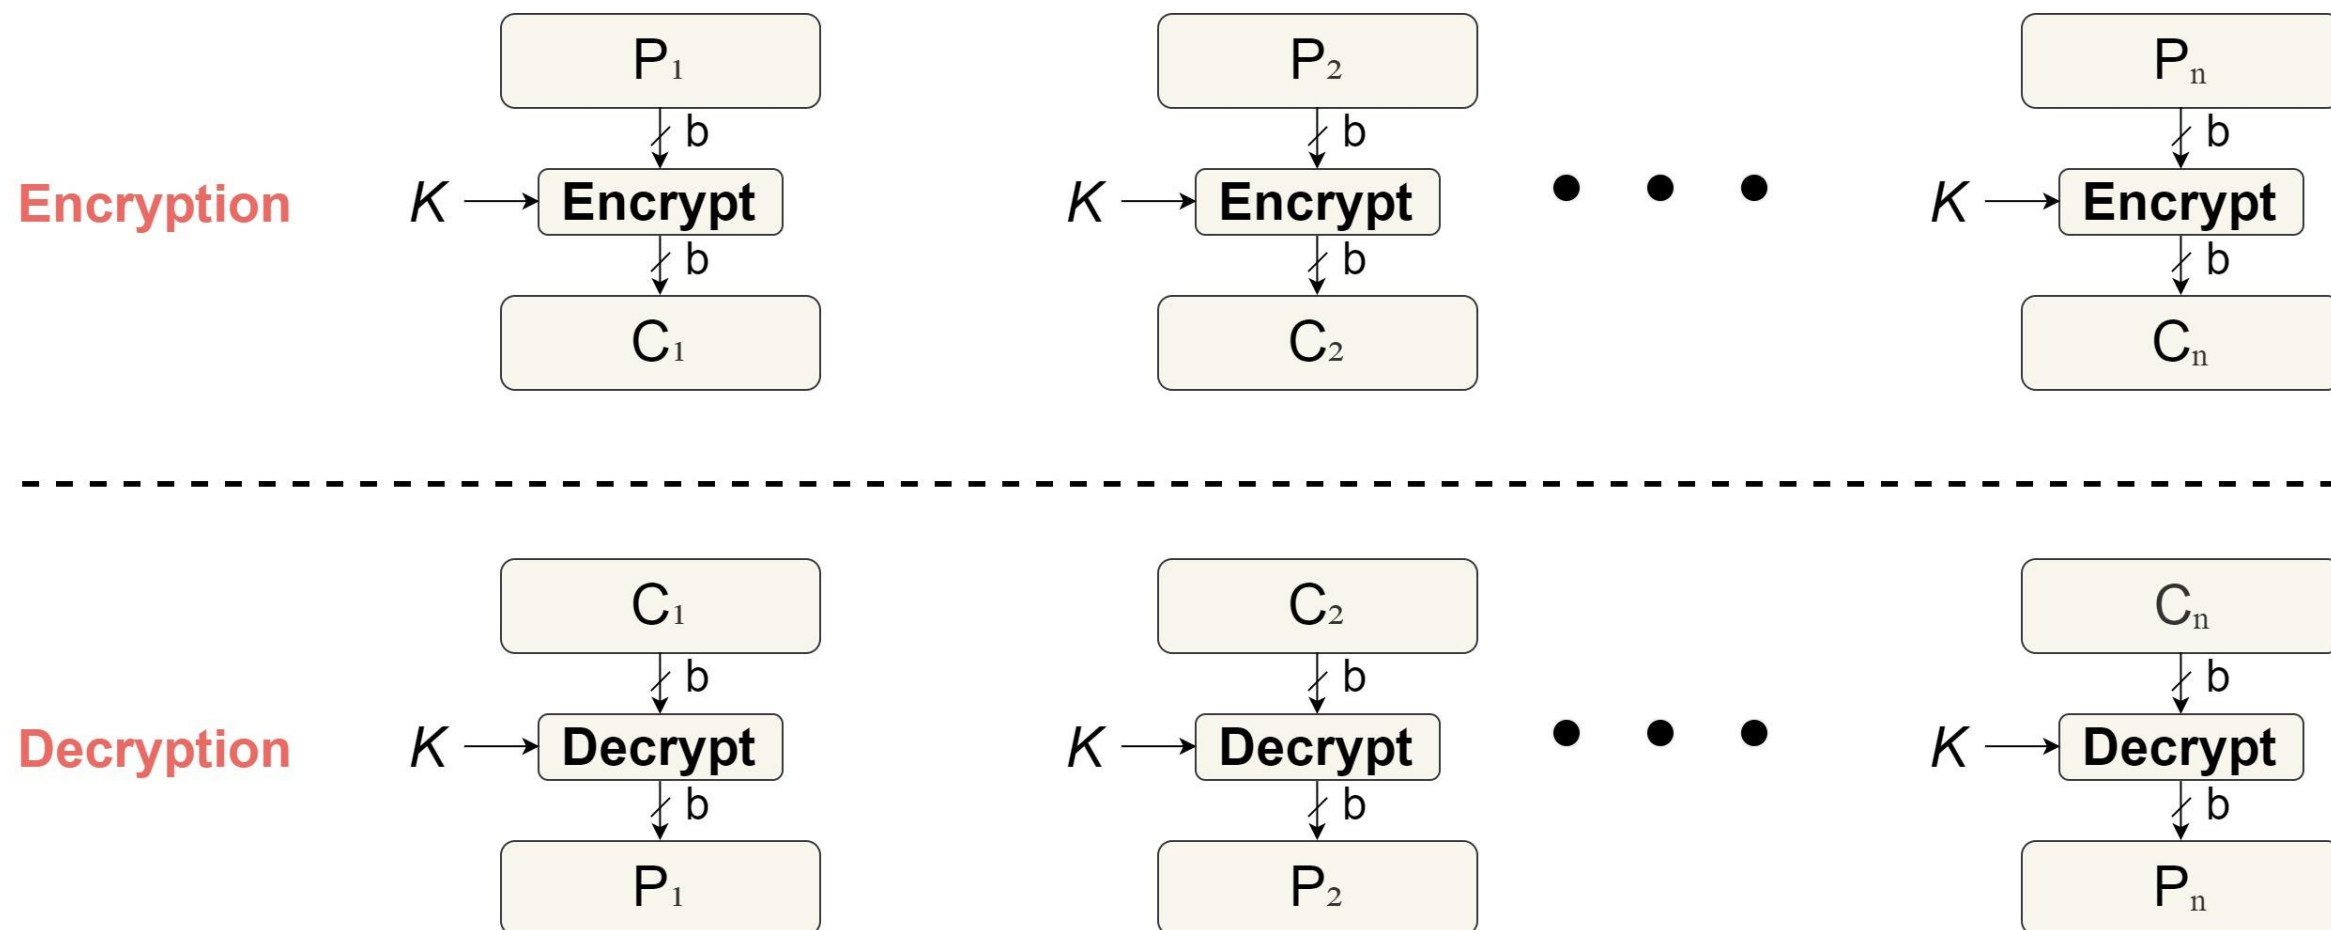 P₁ P₂ Pₙ
b b b
Encryption K Encrypt K Encrypt • • • K Encrypt
b b b
C₁ C₂ Cₙ
C₁ C₂ Cₙ
b b b
Decryption K Decrypt K Decrypt • • • K Decrypt
b b b
P₁ P₂ Pₙ